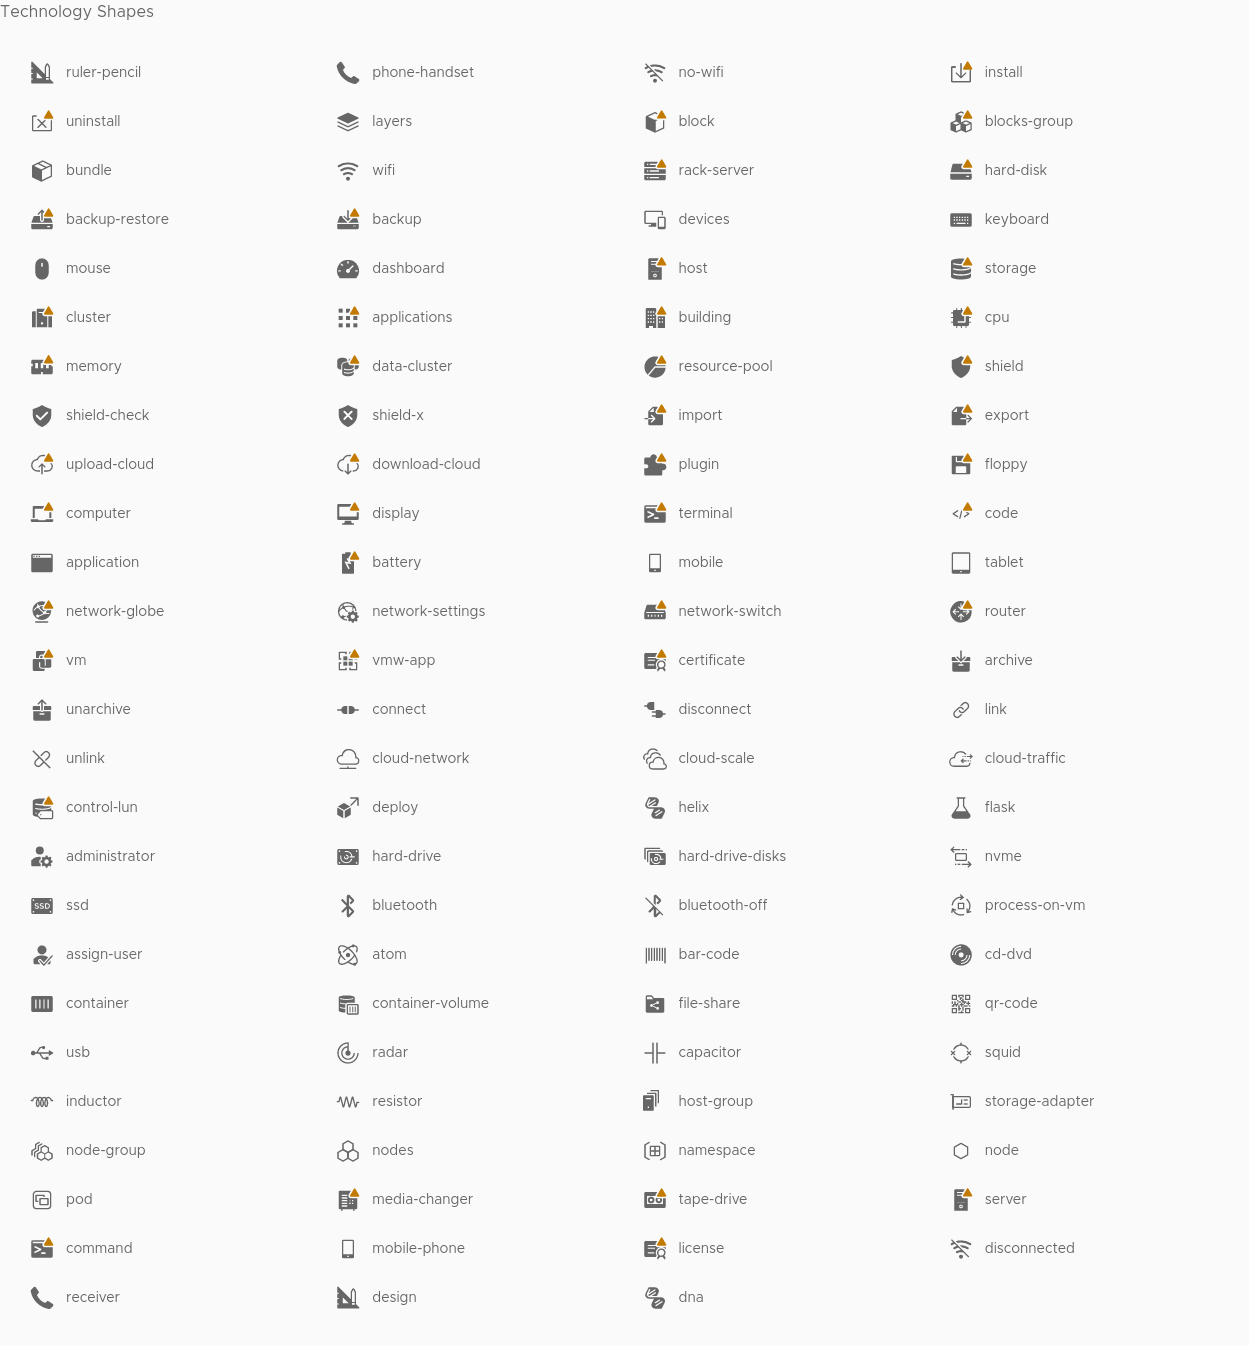 Technology Shapes
ruler-pencil phone-handset no-wifi install
uninstall layers block blocks-group
bundle wifi rack-server hard-disk
backup-restore backup devices keyboard
mouse dashboard host storage
cluster applications building cpu
memory data-cluster resource-pool shield
shield-check shield-x import export
upload-cloud download-cloud plugin floppy
computer display terminal code
application battery mobile tablet
network-globe network-settings network-switch router
vm vmw-app certificate archive
unarchive connect disconnect link
unlink cloud-network cloud-scale cloud-traffic
control-lun deploy helix flask
administrator hard-drive hard-drive-disks nvme
SSD ssd bluetooth bluetooth-off process-on-vm
assign-user atom bar-code cd-dvd
container container-volume file-share qr-code
usb radar capacitor squid
inductor resistor host-group storage-adapter
node-group nodes namespace node
pod media-changer tape-drive server
command mobile-phone license disconnected
receiver design dna